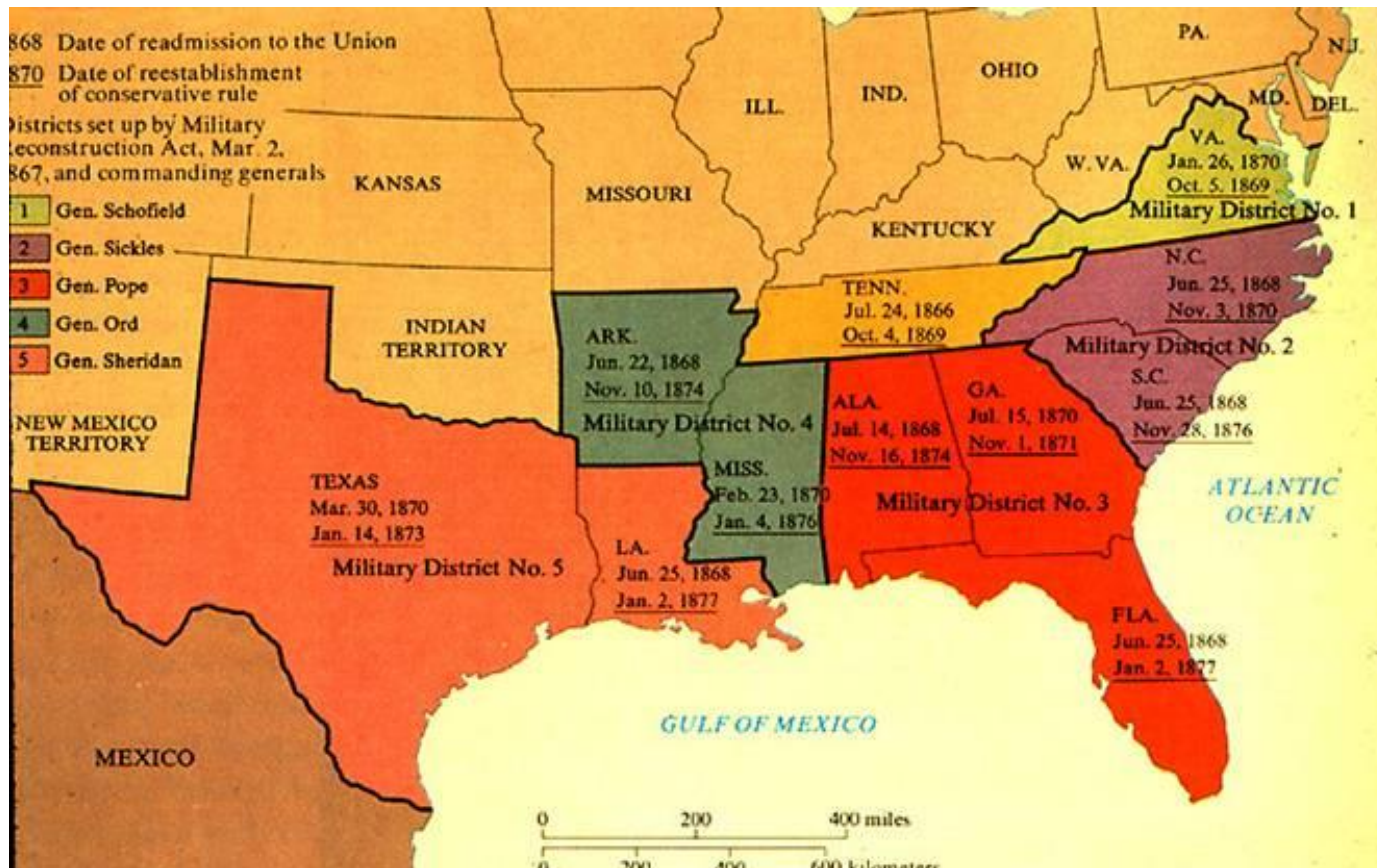 868 Date of readmission to the Union
870 Date of reestablishment
of conservative rule
Districts set up by Military
Reconstruction Act, Mar. 2,
867, and commanding generals
1 Gen. Schofield
2 Gen. Sickles
3 Gen. Pope
4 Gen. Ord
5 Gen. Sheridan
PA.
N.J.
OHIO
IND.
ILL.
MD.
DEL.
VA.
Jan. 26, 1870
Oct. 5, 1869
Military District No. 1
W. VA.
KANSAS
MISSOURI
KENTUCKY
N.C.
Jun. 25, 1868
Nov. 3, 1870
Military District No. 2
S.C.
Jun. 25, 1868
Nov. 28, 1876
TENN.
Jul. 24, 1866
Oct. 4, 1869
INDIAN
TERRITORY
ARK.
Jun. 22, 1868
Nov. 10, 1874
Military District No. 4
MISS.
Feb. 23, 1870
Jan. 4, 1876
ALA.
Jul. 14, 1868
Nov. 16, 1874
GA.
Jul. 15, 1870
Nov. 1, 1871
Military District No. 3
NEW MEXICO
TERRITORY
TEXAS
Mar. 30, 1870
Jan. 14, 1873
Military District No. 5
LA.
Jun. 25, 1868
Jan. 2, 1877
FLA.
Jun. 25, 1868
Jan. 2, 1877
ATLANTIC
OCEAN
GULF OF MEXICO
MEXICO
0 200 400 miles
0 200 400 600 kilometers